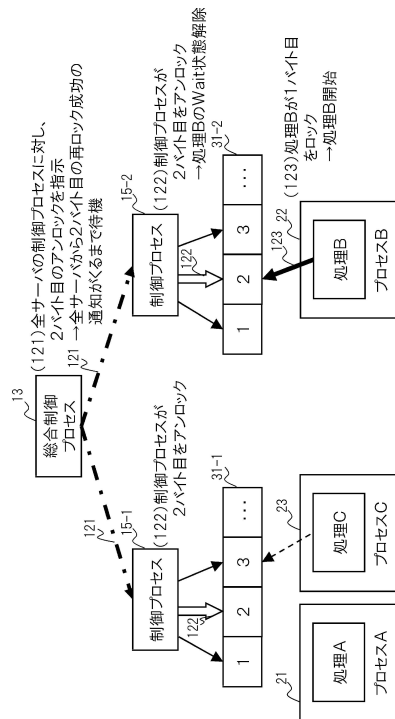 13
総合制御
プロセス
(121)全サーバの制御プロセスに対し、
2バイト目のアンロックを指示
→全サーバから2バイト目の再ロック成功の
通知がくるまで待機
121
121
15-1
制御プロセス
(122)制御プロセスが
2バイト目をアンロック
122
31-1
1
2
3
...
15-2
制御プロセス
(122)制御プロセスが
2バイト目をアンロック
→処理BのWait状態解除
122
31-2
1
2
3
...
21
処理A
プロセスA
23
処理C
プロセスC
123
22
処理B
プロセスB
(123)処理Bが1バイト目
をロック
→処理B開始